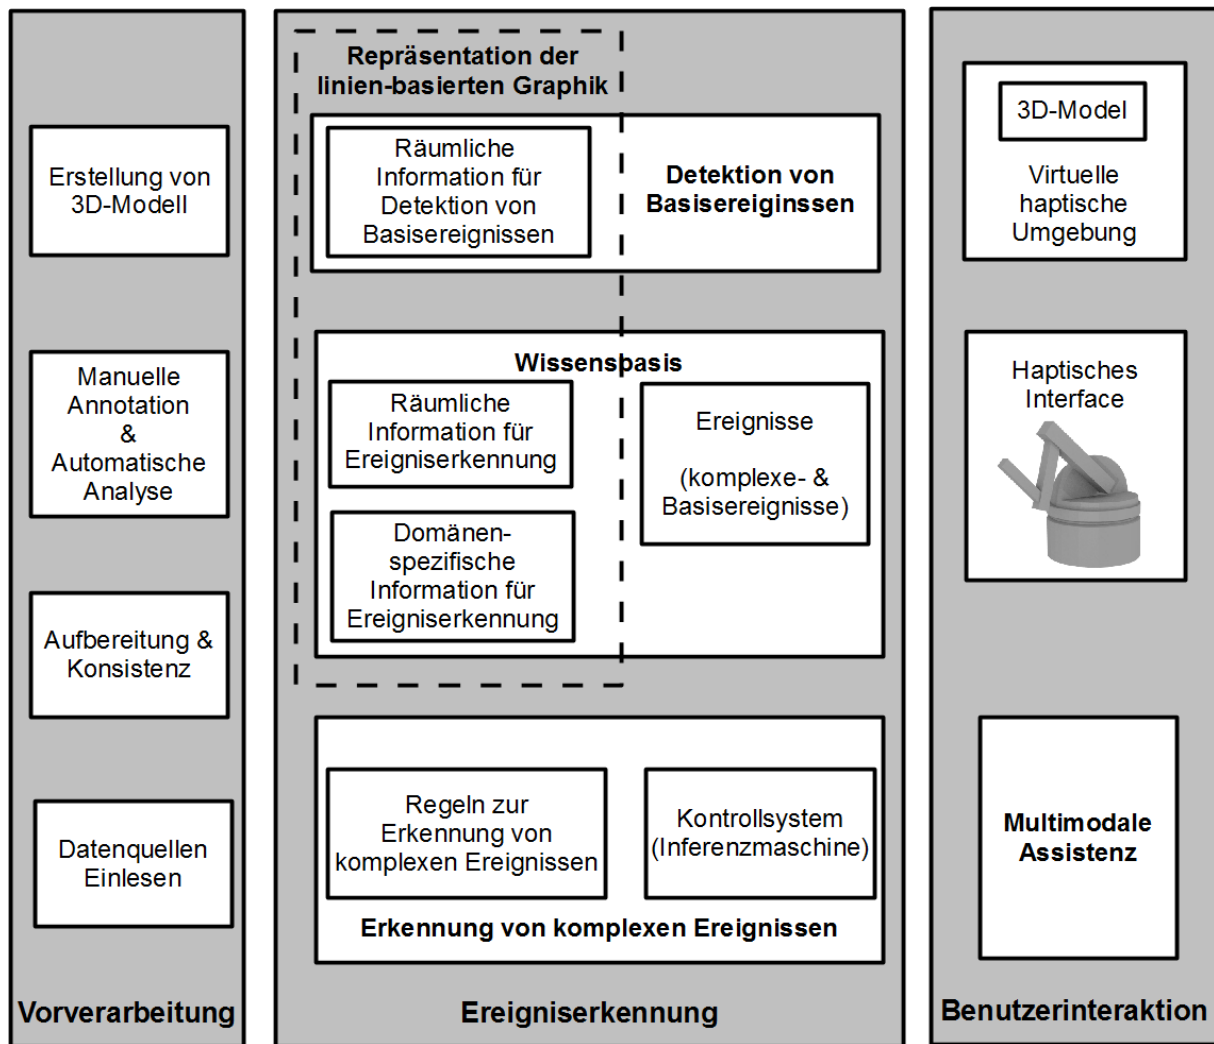 Erstellung von
3D-Modell
Manuelle
Annotation
&
Automatische
Analyse
Aufbereitung &
Konsistenz
Datenquellen
Einlesen
Vorverarbeitung
Repräsentation der
linien-basierten Graphik
Räumliche
Information für
Detektion von
Basisereignissen
Detektion von
Basisereiginssen
Wissensbasis
Räumliche
Information für
Ereigniserkennung
Domänen-
spezifische
Information für
Ereigniserkennung
Ereignisse
(komplexe- &
Basisereignisse)
Regeln zur
Erkennung von
komplexen Ereignissen
Kontrollsystem
(Inferenzmaschine)
Erkennung von komplexen Ereignissen
Ereigniserkennung
3D-Model
Virtuelle
haptische
Umgebung
Haptisches
Interface
Multimodale
Assistenz
Benutzerinteraktion